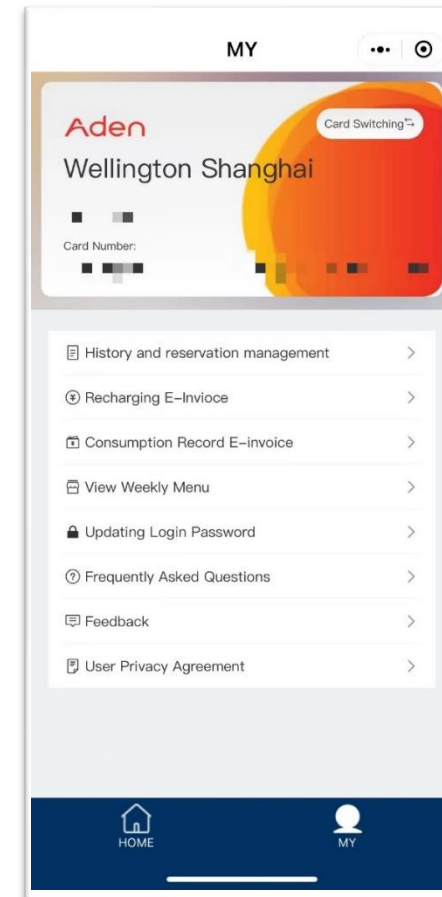 MY
Aden
Card Switching
Wellington Shanghai
Card Number:
History and reservation management
Recharging E-Invioce
Consumption Record E-invoice
View Weekly Menu
Updating Login Password
Frequently Asked Questions
Feedback
User Privacy Agreement
HOME
MY